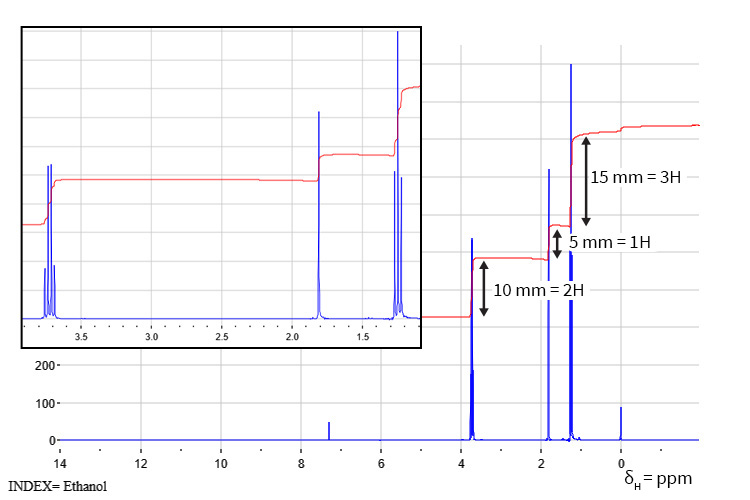 3.5 3.0 2.5 2.0 1.5
15 mm = 3H
5 mm = 1H
10 mm = 2H
200
100
0
14 12 10 8 6 4 2 0
δH = ppm
INDEX= Ethanol